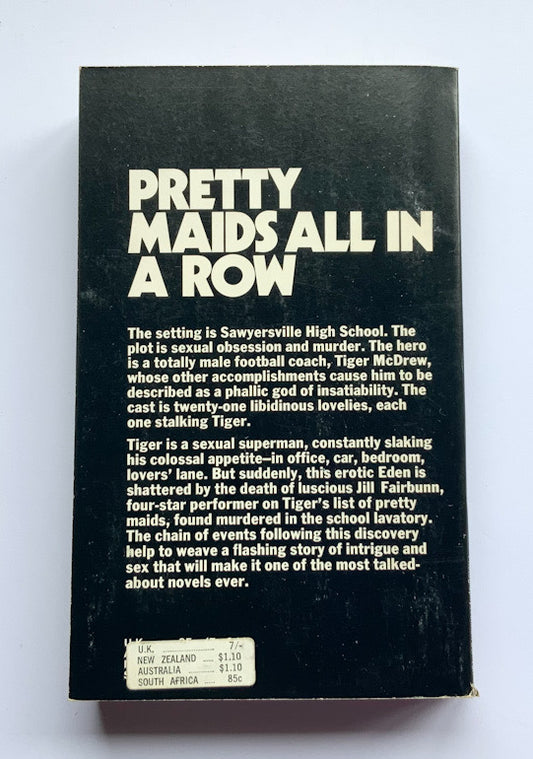 PRETTY
MAIDS ALL IN
A ROW
The setting is Sawyersville High School. The
plot is sexual obsession and murder. The hero
is a totally male football coach, Tiger McDrew,
whose other accomplishments cause him to be
described as a phallic god of insatiability. The
cast is twenty-one libidinous lovelies, each
one stalking Tiger.
Tiger is a sexual superman, constantly slaking
his colossal appetite—in office, car, bedroom,
lovers' lane. But suddenly, this erotic Eden is
shattered by the death of luscious Jill Fairbunn,
four-star performer on Tiger's list of pretty
maids, found murdered in the school lavatory.
The chain of events following this discovery
help to weave a flashing story of intrigue and
sex that will make it one of the most talked-
about novels ever.
U.K. .................... 7/-
NEW ZEALAND .... $1.10
AUSTRALIA ......... $1.10
SOUTH AFRICA .... 85c